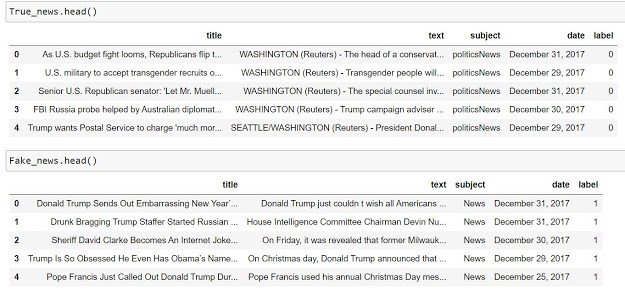 True_news.head()
title text subject date label
0 As U.S. budget fight looms, Republicans flip t... WASHINGTON (Reuters) - The head of a conservat... politicsNews December 31, 2017 0
1 U.S. military to accept transgender recruits o... WASHINGTON (Reuters) - Transgender people will... politicsNews December 29, 2017 0
2 Senior U.S. Republican senator: 'Let Mr. Muell... WASHINGTON (Reuters) - The special counsel inv... politicsNews December 31, 2017 0
3 FBI Russia probe helped by Australian diplomat... WASHINGTON (Reuters) - Trump campaign adviser ... politicsNews December 30, 2017 0
4 Trump wants Postal Service to charge 'much mor... SEATTLE/WASHINGTON (Reuters) - President Donal... politicsNews December 29, 2017 0
Fake_news.head()
title text subject date label
0 Donald Trump Sends Out Embarrassing New Year'... Donald Trump just couldn t wish all Americans ... News December 31, 2017 1
1 Drunk Bragging Trump Staffer Started Russian ... House Intelligence Committee Chairman Devin Nu... News December 31, 2017 1
2 Sheriff David Clarke Becomes An Internet Joke... On Friday, it was revealed that former Milwauk... News December 30, 2017 1
3 Trump Is So Obsessed He Even Has Obama's Name... On Christmas day, Donald Trump announced that ... News December 29, 2017 1
4 Pope Francis Just Called Out Donald Trump Dur... Pope Francis used his annual Christmas Day mes... News December 25, 2017 1